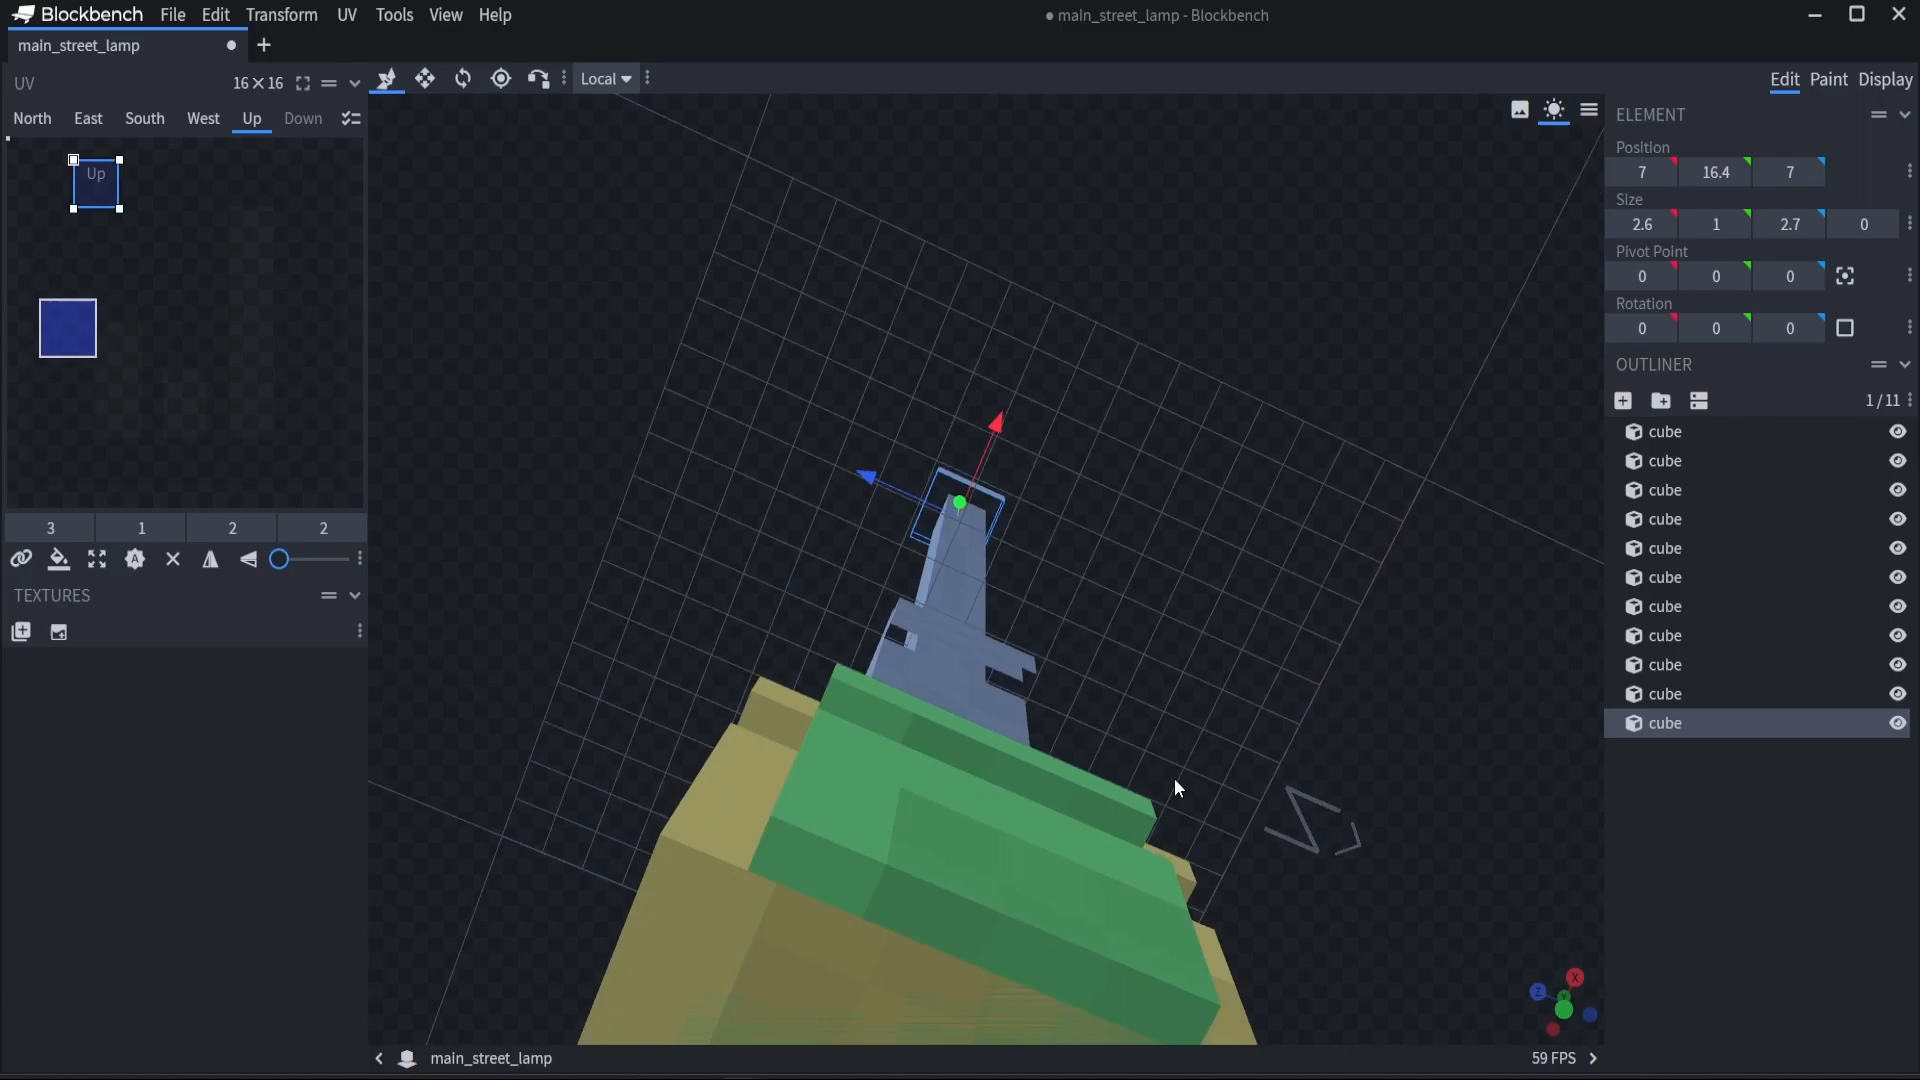 Blockbench File Edit Transform UV Tools View Help
main_street_lamp - Blockbench
main_street_lamp
UV 16×16
North East South West Up Down
Up
3 1 2 2
TEXTURES
Local
Edit Paint Display
N
ELEMENT
Position
7 16.4 7
Size
2.6 1 2.7 0
Pivot Point
0 0 0
Rotation
0 0 0
OUTLINER
1 / 11
cube
cube
cube
cube
cube
cube
cube
cube
cube
cube
cube
X
Z
Y
main_street_lamp
59 FPS